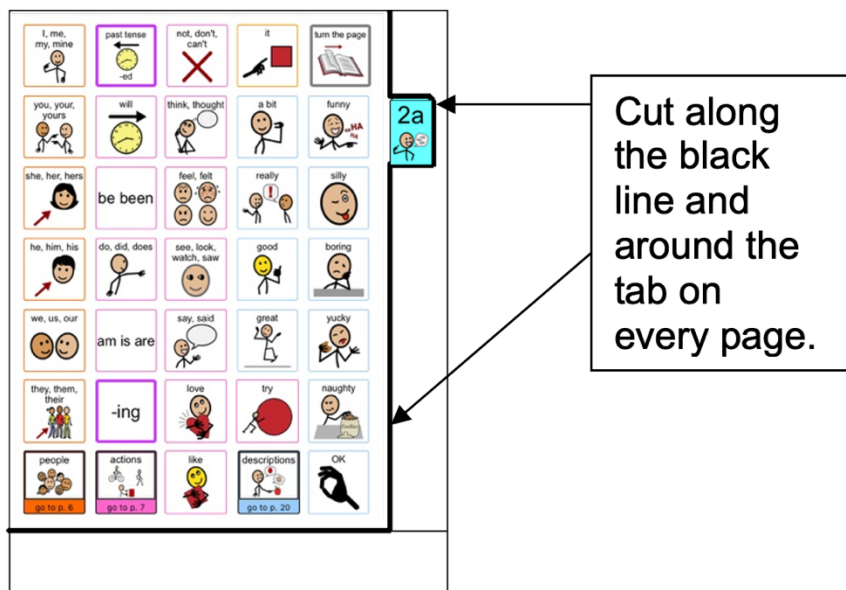 I, me,
my, mine
past tense
-ed
not, don't,
can't
it
turn the page
you, your,
yours
will
think, thought
a bit
funny
HA HA
HA
2a
she, her, hers
be been
feel, felt
really
silly
he, him, his
do, did, does
see, look,
watch, saw
good
boring
we, us, our
am is are
say, said
great
yucky
they, them,
their
-ing
love
try
naughty
people
go to p. 6
actions
go to p. 7
like
descriptions
go to p. 20
OK
Cut along
the black
line and
around the
tab on
every page.